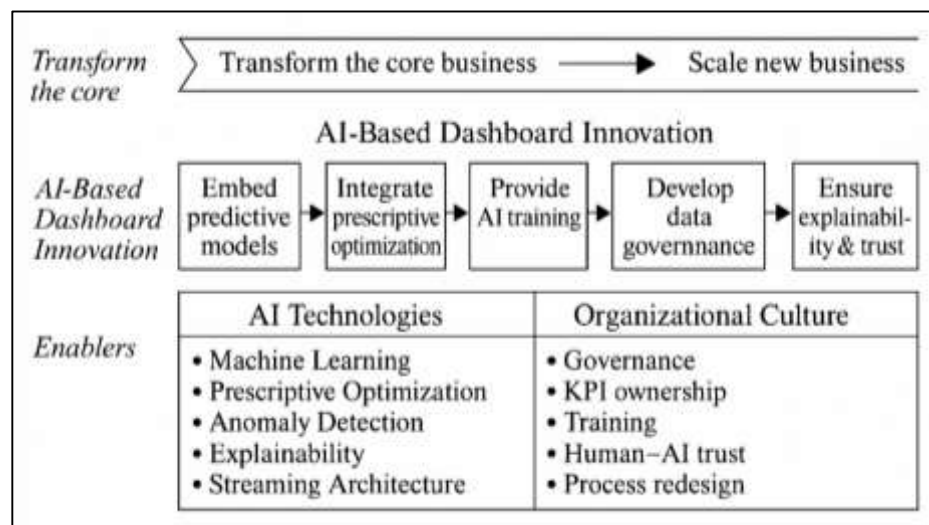 Transform
the core
Transform the core business
Scale new business
AI-Based Dashboard Innovation
AI-Based
Dashboard
Innovation
Embed
predictive
models
Integrate
prescriptive
optimization
Provide
AI training
Develop
data
governnance
Ensure
explainabil-
ity & trust
Enablers
AI Technologies
• Machine Learning
• Prescriptive Optimization
• Anomaly Detection
• Explainability
• Streaming Architecture
Organizational Culture
• Governance
• KPI ownership
• Training
• Human–AI trust
• Process redesign